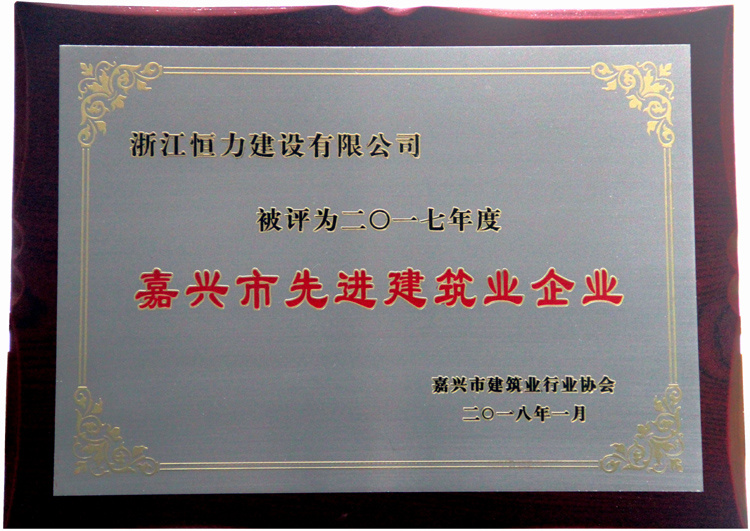 浙江恒力建设有限公司
被评为二〇一七年度
嘉兴市先进建筑业企业
嘉兴市建筑业行业协会
二〇一八年一月